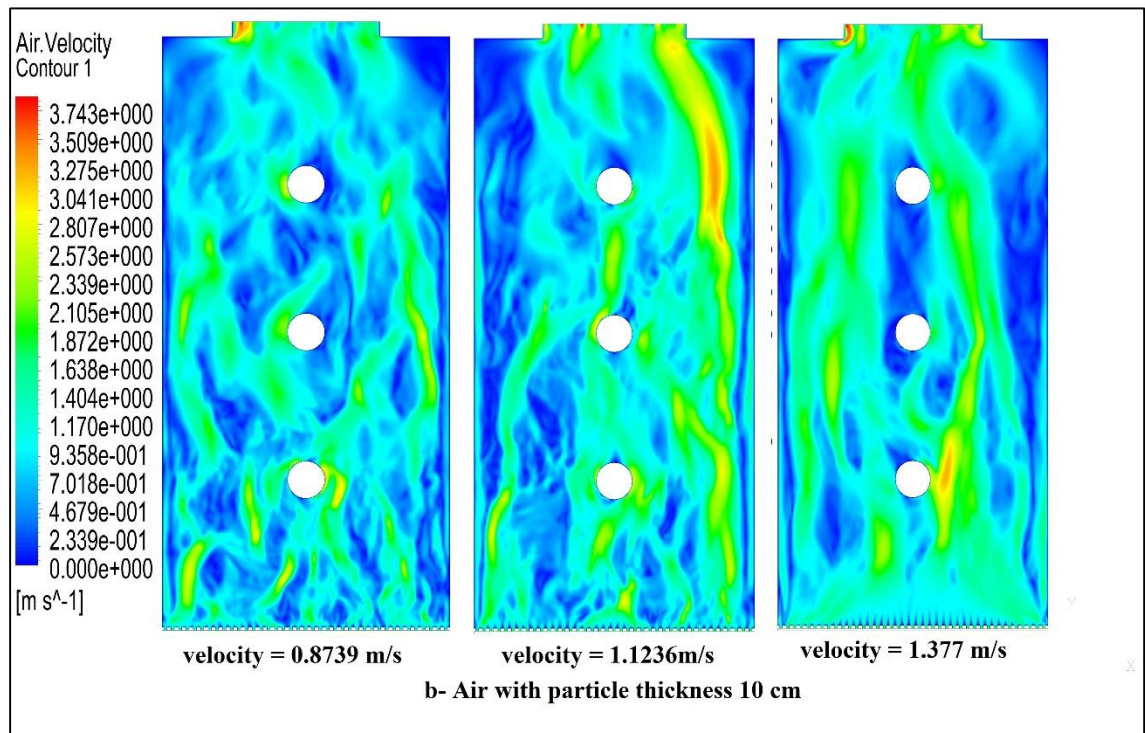 Air.Velocity
Contour 1
3.743e+000
3.509e+000
3.275e+000
3.041e+000
2.807e+000
2.573e+000
2.339e+000
2.105e+000
1.872e+000
1.638e+000
1.404e+000
1.170e+000
9.358e-001
7.018e-001
4.679e-001
2.339e-001
0.000e+000
[m s^-1]
velocity = 0.8739 m/s
velocity = 1.1236m/s
velocity = 1.377 m/s
b- Air with particle thickness 10 cm
Y
X